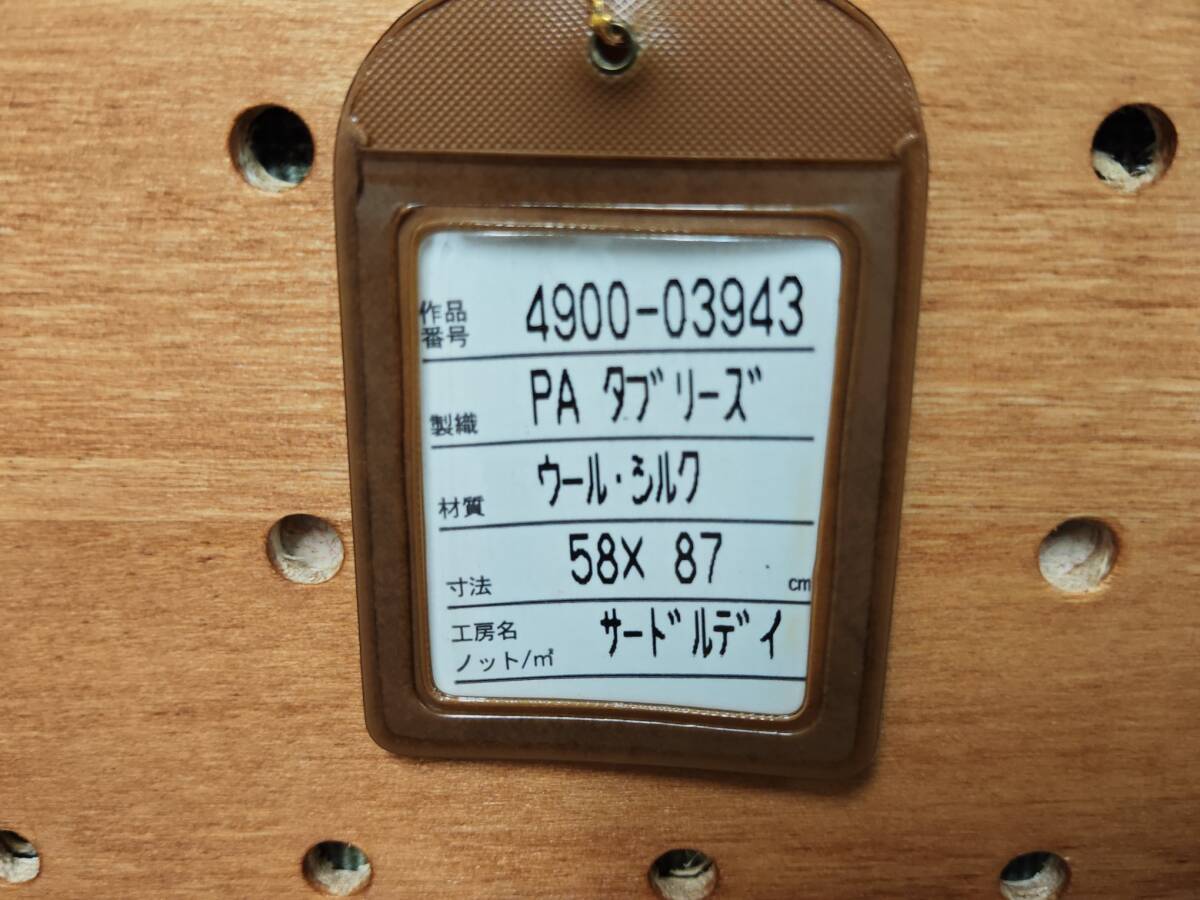 作品番号 4900-03943
製織 PA タブリーズ
材質 ウール・シルク
寸法 58× 87 cm
工房名 サードルディ
ノット/㎡